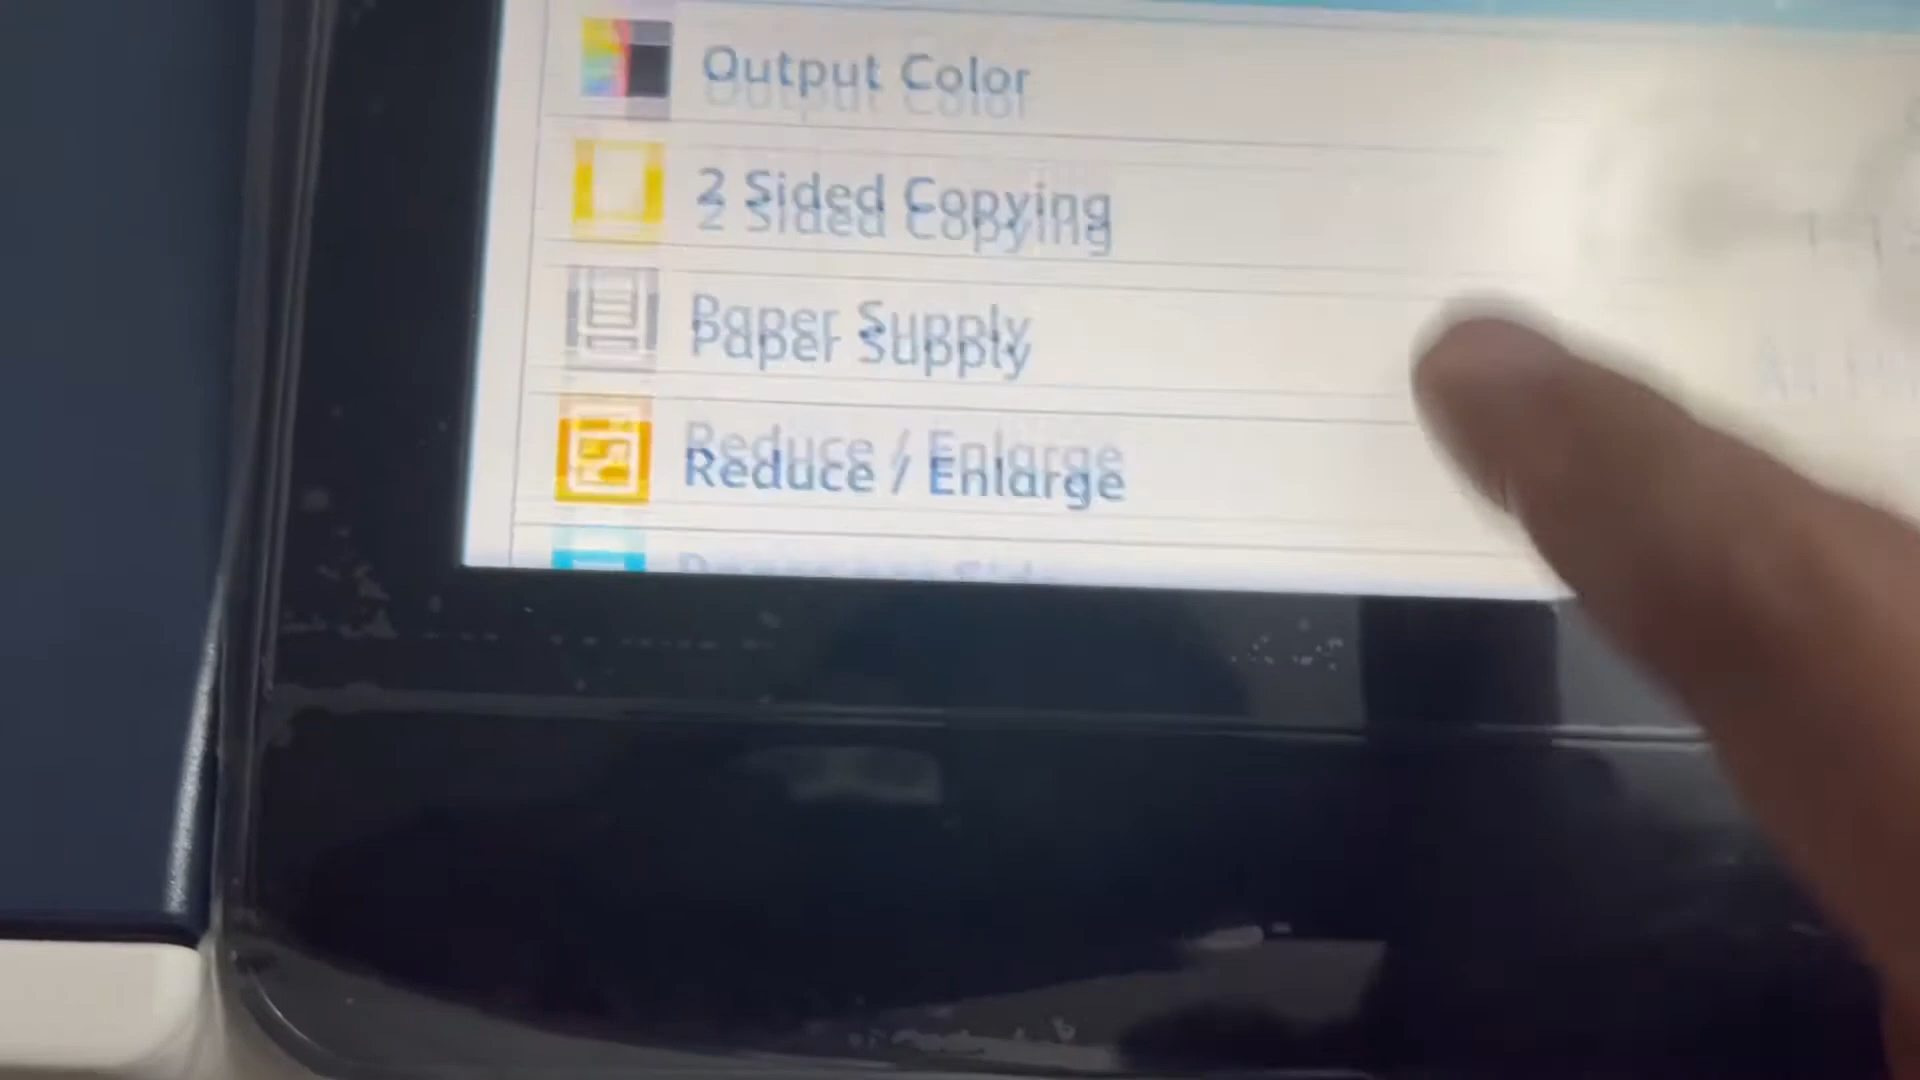 Output Color
2 Sided Copying
Paper Supply
Reduce / Enlarge